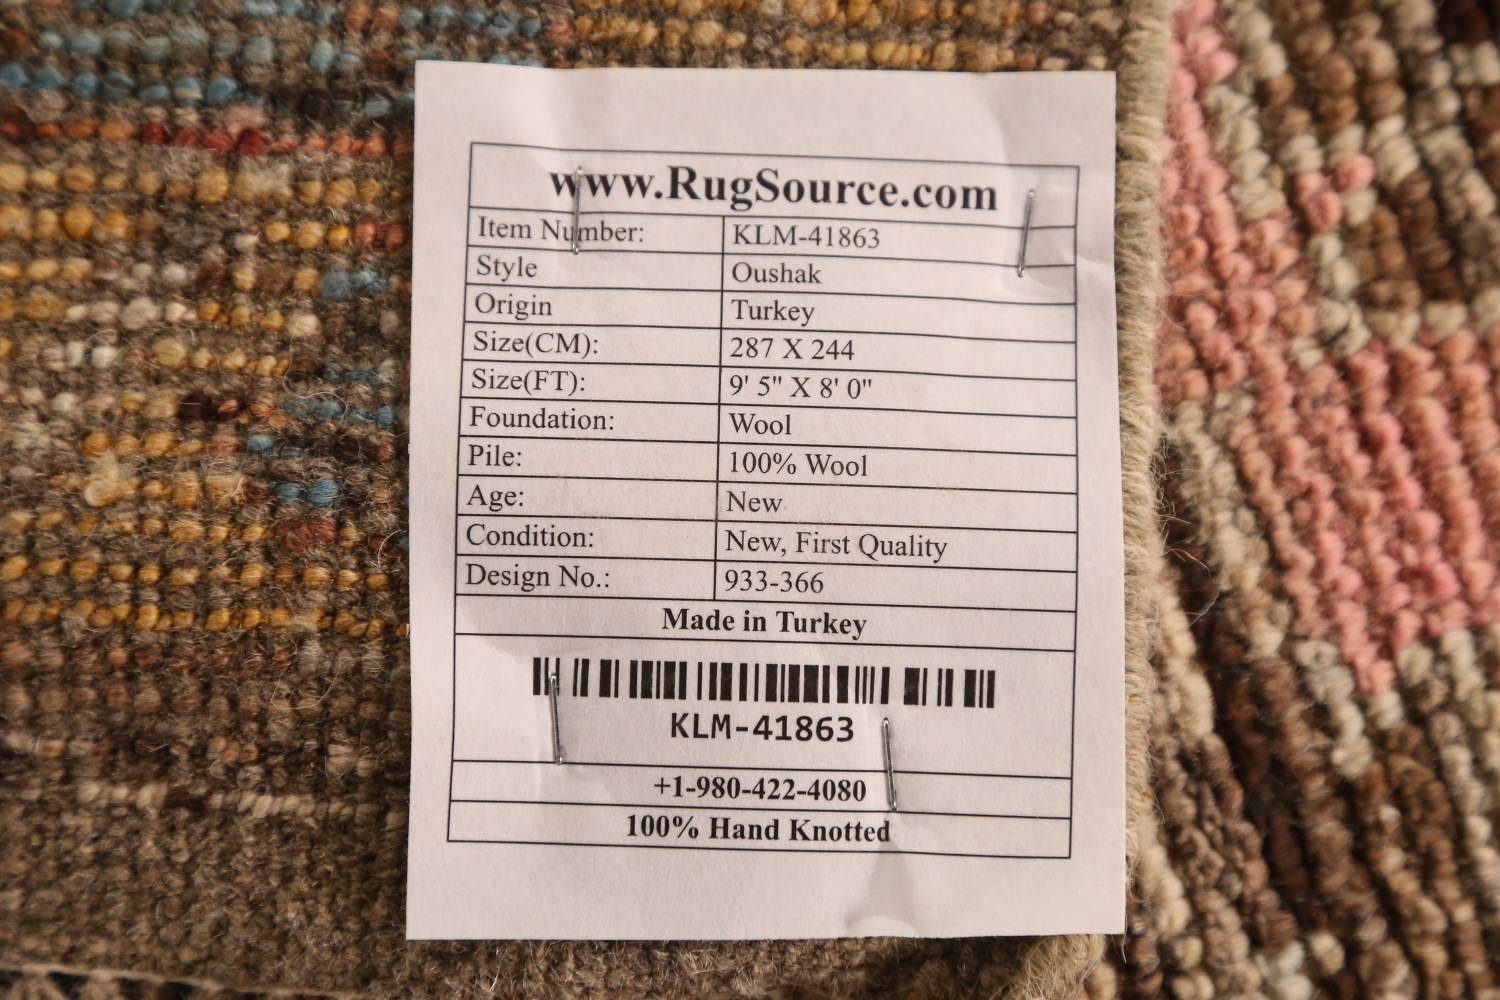 www.RugSource.com
Item Number: KLM-41863
Style Oushak
Origin Turkey
Size(CM): 287 X 244
Size(FT): 9' 5" X 8' 0"
Foundation: Wool
Pile: 100% Wool
Age: New
Condition: New, First Quality
Design No.: 933-366
Made in Turkey
KLM-41863
+1-980-422-4080
100% Hand Knotted